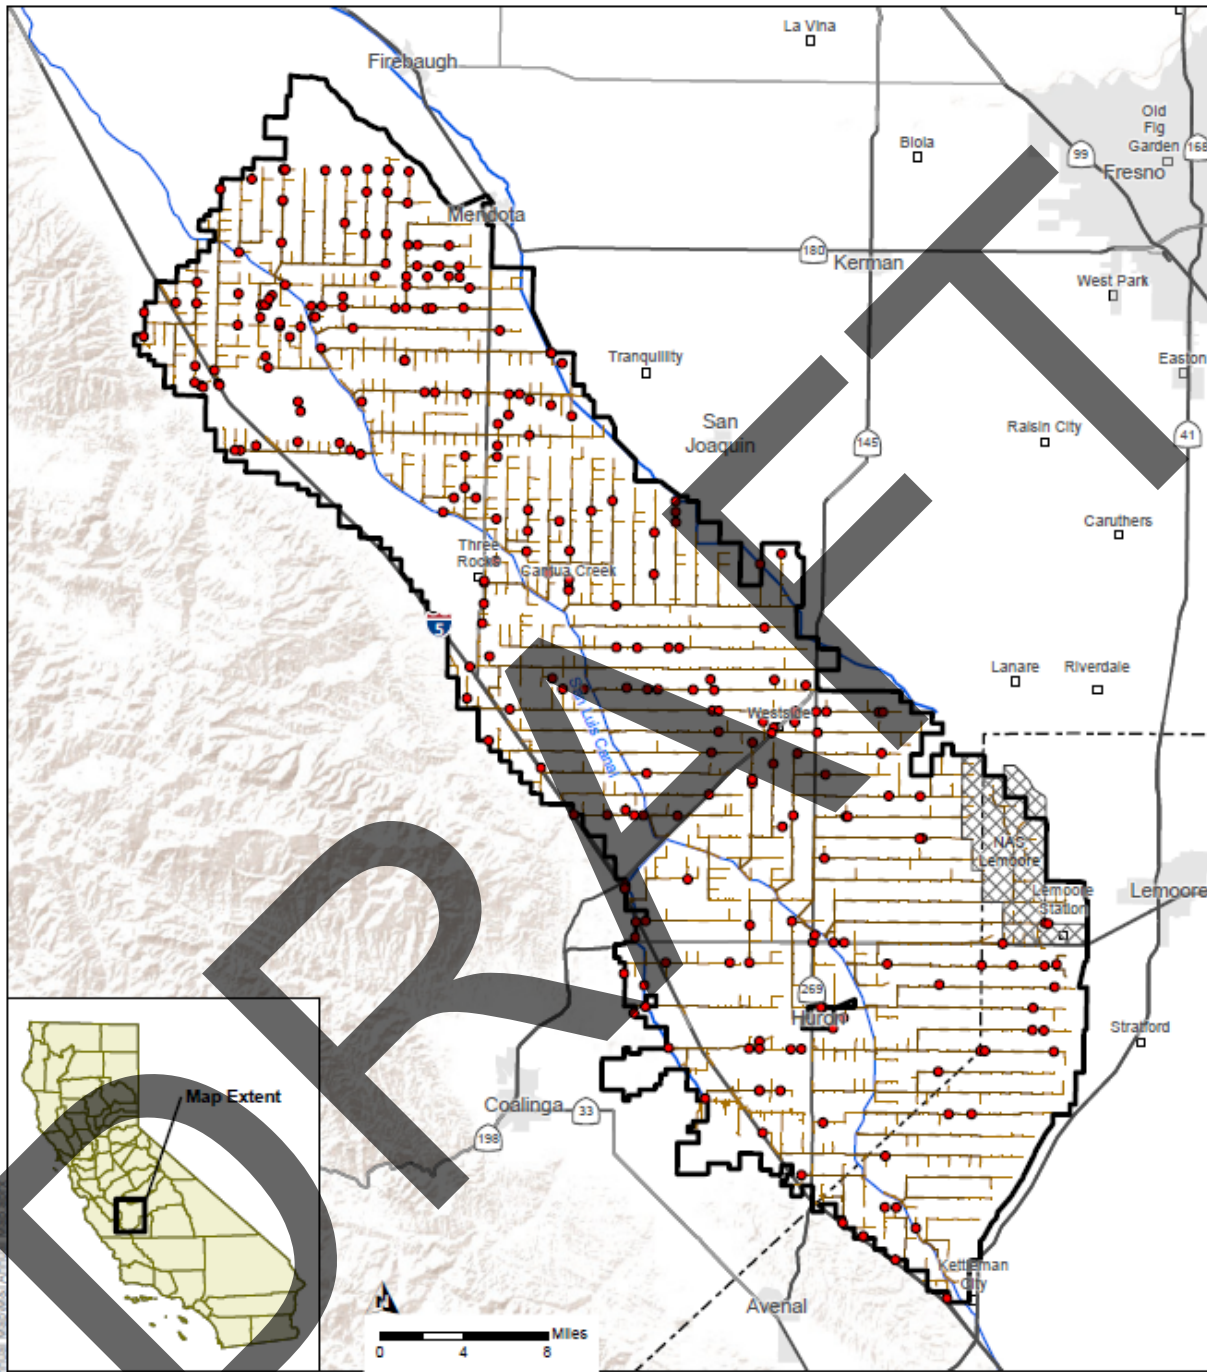 La Vina
Firebaugh
Old
Fig
Garden
168
99
Biola
Fresno
Mendota
180
Kerman
West Park
Tranquillity
Easton
San
Joaquin
Raisin City
145
41
Caruthers
Three
Rocks
Cantua Creek
5
Lanare
Riverdale
San Luis Canal
Westside
NAS
Lemoore
Lemoore
Station
Lemoore
269
Huron
Stratford
Map Extent
Coalinga
33
198
Kettleman
City
Avenal
N
Miles
0
4
8
DRAFT